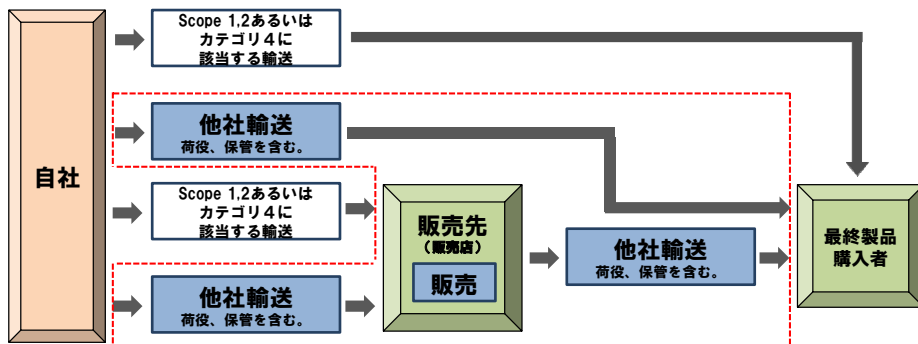 自社
Scope 1,2あるいは
カテゴリ４に
該当する輸送
他社輸送
荷役、保管を含む。
Scope 1,2あるいは
カテゴリ４に
該当する輸送
他社輸送
荷役、保管を含む。
販売先
（販売店）
販売
他社輸送
荷役、保管を含む。
最終製品
購入者